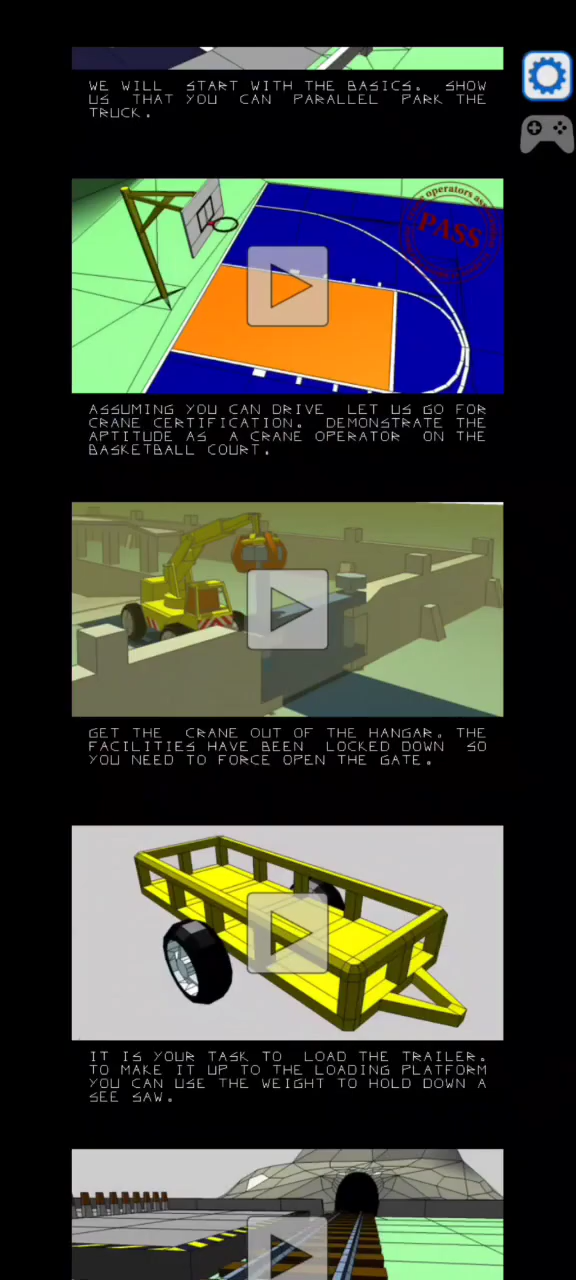 WE WILL START WITH THE BASICS. SHOW
US THAT YOU CAN PARALLEL PARK THE
TRUCK.
operators ass
PASS
ASSUMING YOU CAN DRIVE LET US GO FOR
CRANE CERTIFICATION. DEMONSTRATE THE
APTITUDE AS A CRANE OPERATOR ON THE
BASKETBALL COURT.
GET THE CRANE OUT OF THE HANGAR. THE
FACILITIES HAVE BEEN LOCKED DOWN SO
YOU NEED TO FORCE OPEN THE GATE.
IT IS YOUR TASK TO LOAD THE TRAILER.
TO MAKE IT UP TO THE LOADING PLATFORM
YOU CAN USE THE WEIGHT TO HOLD DOWN A
SEE SAW.